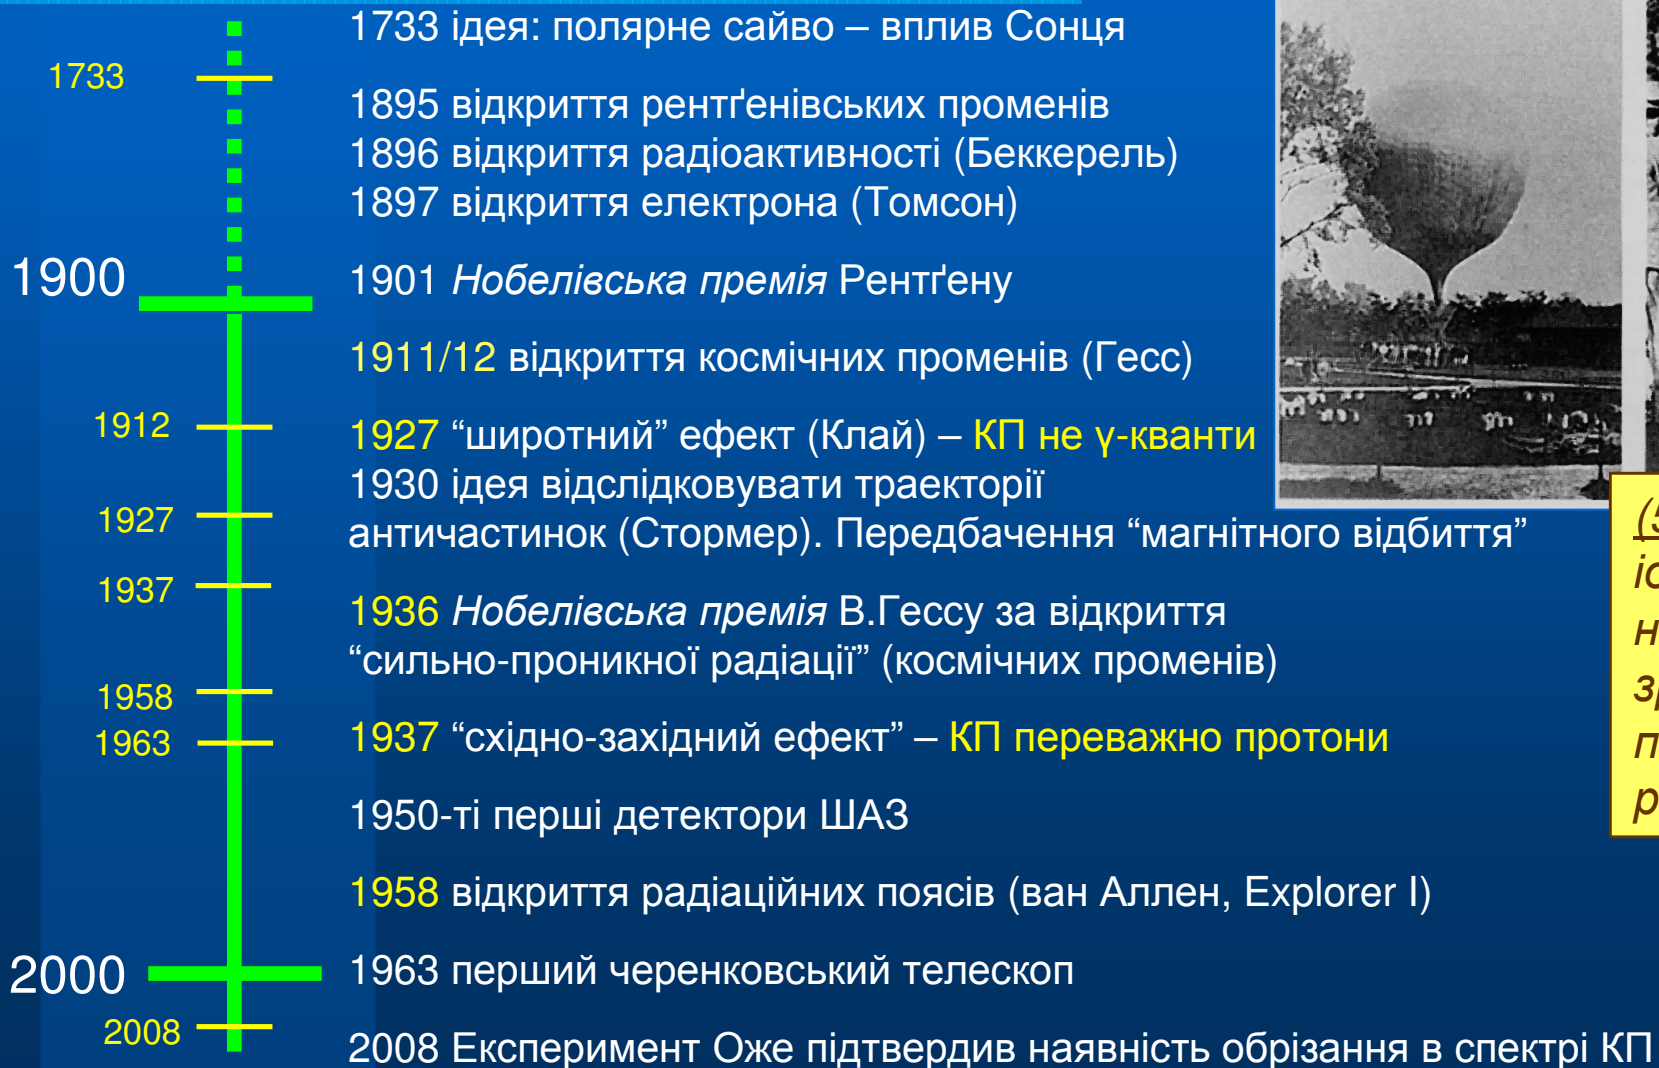 1733 ідея: полярне сайво – вплив Сонця
1733
1895 відкриття рентґенівських променів
1896 відкриття радіоактивності (Беккерель)
1897 відкриття електрона (Томсон)
1900
1901 Нобелівська премія Рентґену
1911/12 відкриття космічних променів (Гесс)
1912
1927 “широтний” ефект (Клай) – КП не γ-кванти
1930 ідея відслідковувати траекторії
античастинок (Стормер). Передбачення “магнітного відбиття”
1927
1937
1936 Нобелівська премія В.Гессу за відкриття
“сильно-проникної радіації” (космічних променів)
1958
1963
1937 “східно-західний ефект” – КП переважно протони
1950-ті перші детектори ШАЗ
1958 відкриття радіаційних поясів (ван Аллен, Explorer I)
2000
1963 перший черенковський телескоп
2008
2008 Експеримент Оже підтвердив наявність обрізання в спектрі КП